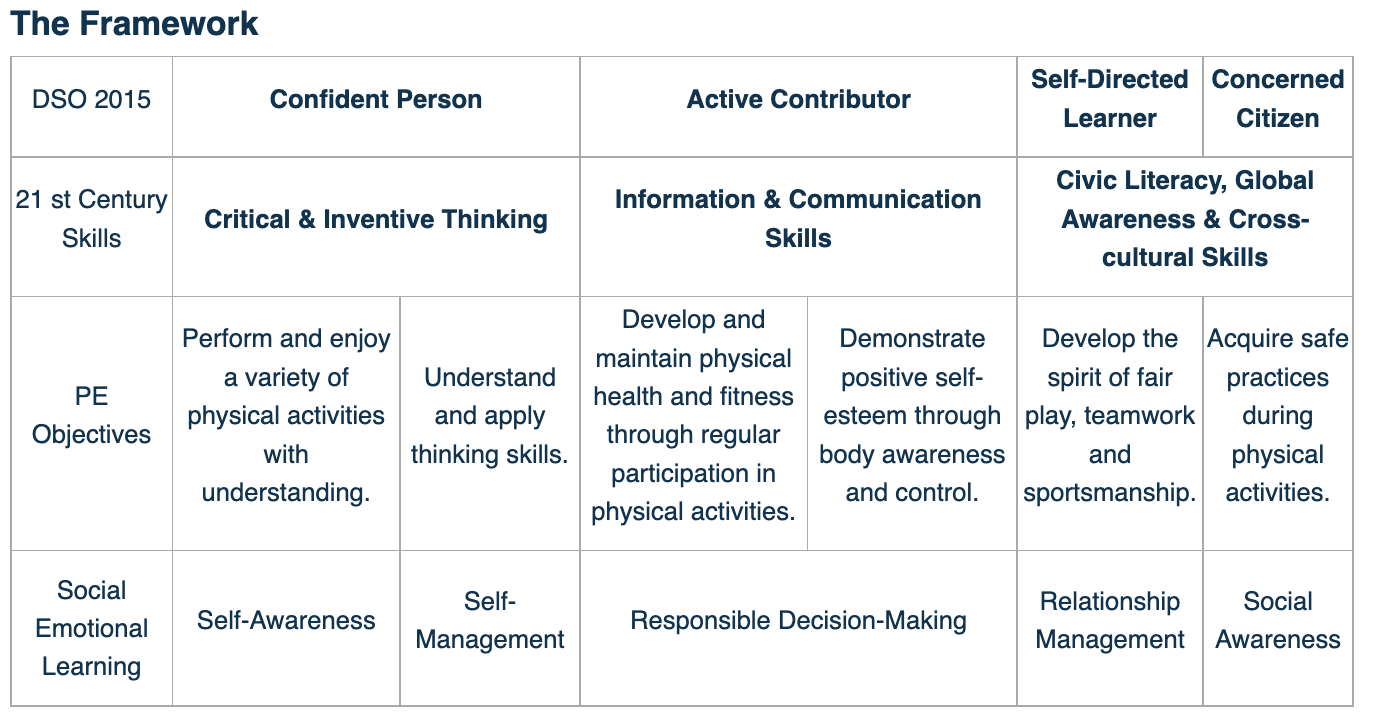 The Framework
DSO 2015
Confident Person
Active Contributor
Self-Directed
Learner
Concerned
Citizen
21 st Century
Skills
Critical & Inventive Thinking
Information & Communication
Skills
Civic Literacy, Global
Awareness & Cross-
cultural Skills
PE
Objectives
Perform and enjoy
a variety of
physical activities
with
understanding.
Understand
and apply
thinking skills.
Develop and
maintain physical
health and fitness
through regular
participation in
physical activities.
Demonstrate
positive self-
esteem through
body awareness
and control.
Develop the
spirit of fair
play, teamwork
and
sportsmanship.
Acquire safe
practices
during
physical
activities.
Social
Emotional
Learning
Self-Awareness
Self-
Management
Responsible Decision-Making
Relationship
Management
Social
Awareness